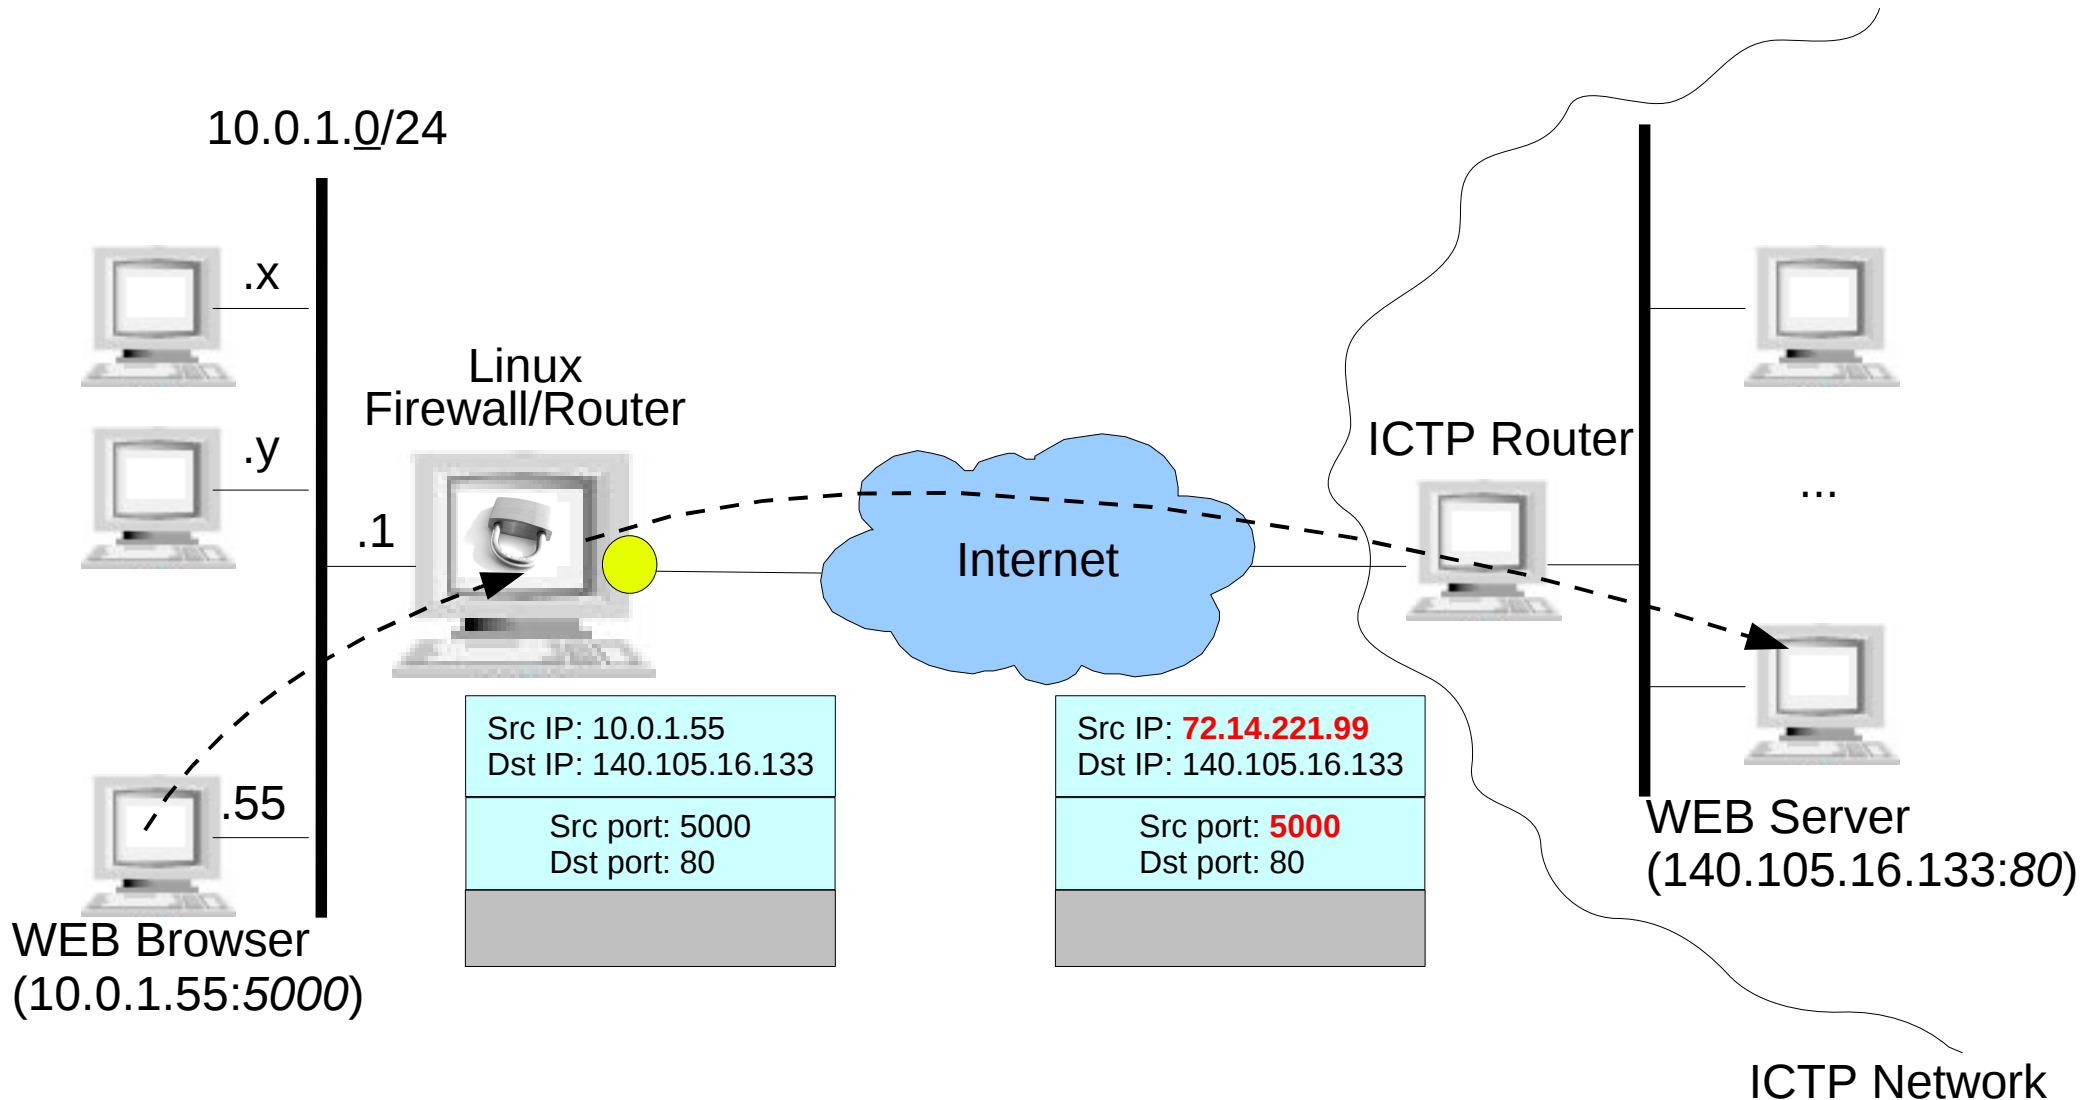 10.0.1.0/24
.x
Linux
Firewall/Router
ICTP Router
.y
...
.1
Internet
Src IP: 10.0.1.55
Dst IP: 140.105.16.133
Src port: 5000
Dst port: 80
Src IP: 72.14.221.99
Dst IP: 140.105.16.133
Src port: 5000
Dst port: 80
.55
WEB Server
(140.105.16.133:80)
WEB Browser
(10.0.1.55:5000)
ICTP Network